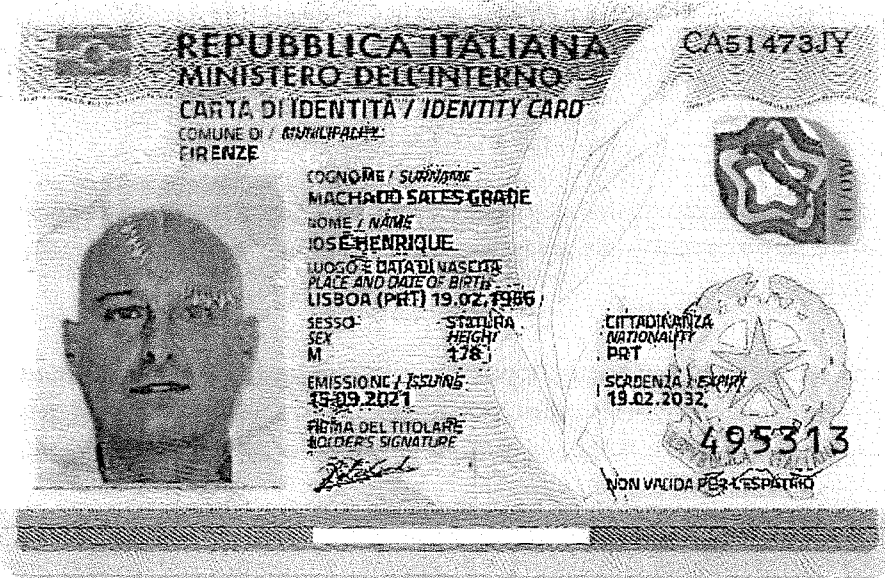 REPUBBLICA ITALIANA
CA51473JY
MINISTERO DELL'INTERNO
CARTA DI IDENTITÀ / IDENTITY CARD
COMUNE DI / MUNICIPALITY
FIRENZE
COGNOME / SURNAME
MACHADO SALES GRADE
NOME / NAME
JOSÉ HENRIQUE
LUOGO E DATA DI NASCITA
PLACE AND DATE OF BIRTH
LISBOA (PRT) 19.02.1986
SESSO STATURA CITTADINANZA
SEX HEIGHT NATIONALITY
M 178 PRT
EMISSIONE / ISSUING SCADENZA / EXPIRY
15.09.2021 19.02.2032
FIRMA DEL TITOLARE
HOLDER'S SIGNATURE
495313
NON VALIDA PER L'ESPATRIO